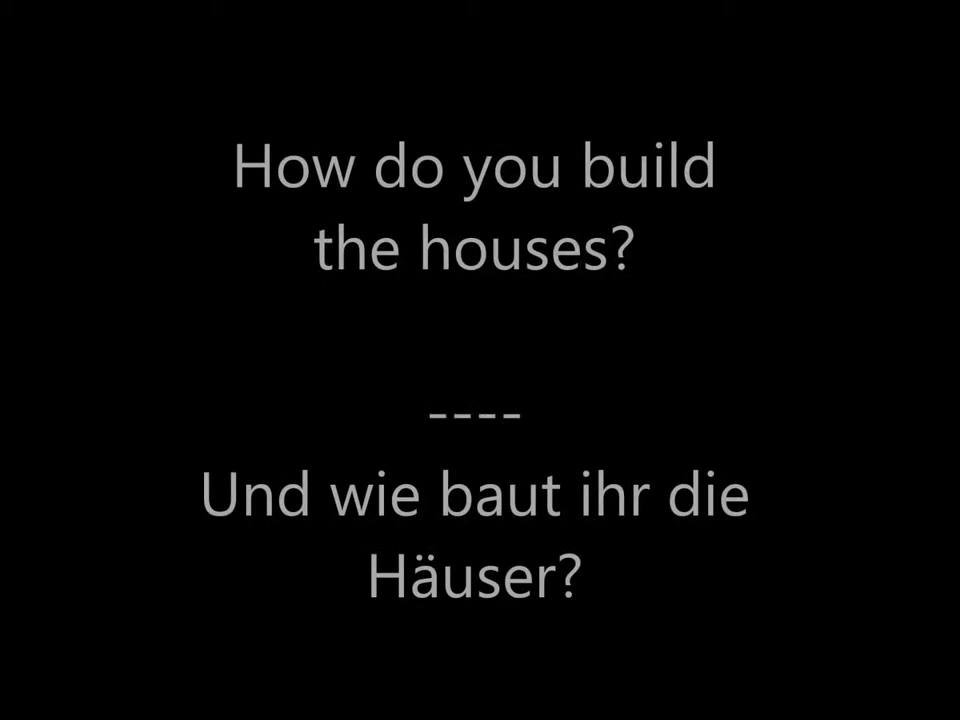 How do you build
the houses?
----
Und wie baut ihr die
Häuser?